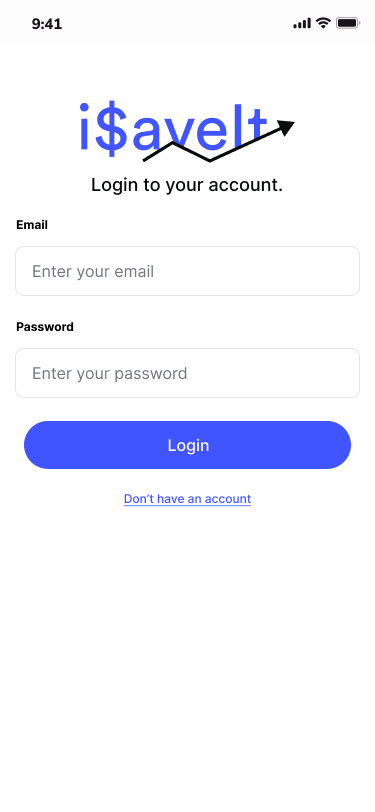 9:41
i$aveIt
Login to your account.
Email
Enter your email
Password
Enter your password
Login
Don't have an account